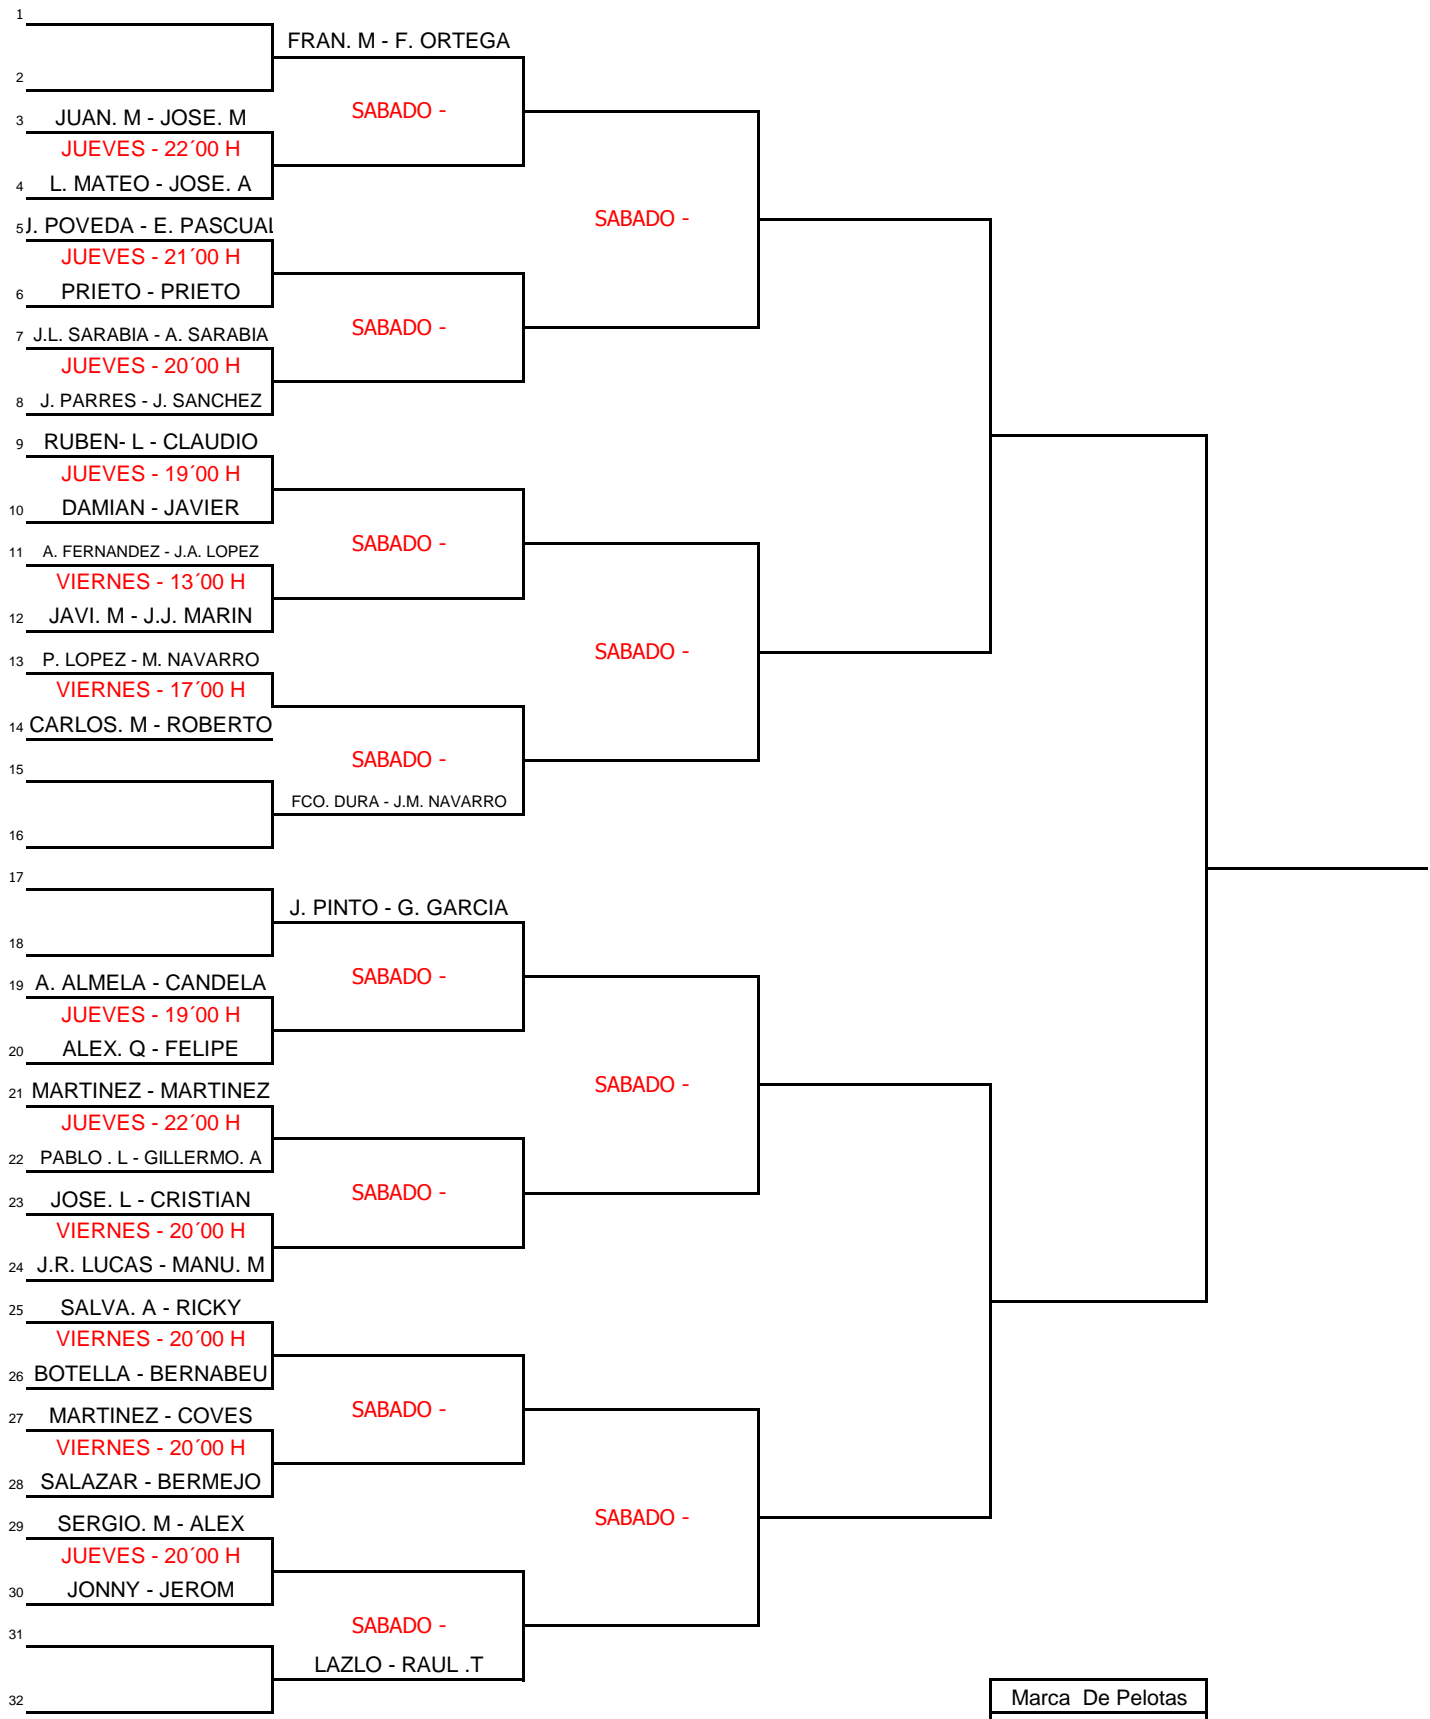 1
FRAN. M - F. ORTEGA
2
SABADO -
3 JUAN. M - JOSE. M
JUEVES - 22´00 H
4 L. MATEO - JOSE. A
SABADO -
5 J. POVEDA - E. PASCUAL
JUEVES - 21´00 H
6 PRIETO - PRIETO
SABADO -
7 J.L. SARABIA - A. SARABIA
JUEVES - 20´00 H
8 J. PARRES - J. SANCHEZ
9 RUBEN- L - CLAUDIO
JUEVES - 19´00 H
10 DAMIAN - JAVIER
SABADO -
11 A. FERNANDEZ - J.A. LOPEZ
VIERNES - 13´00 H
12 JAVI. M - J.J. MARIN
SABADO -
13 P. LOPEZ - M. NAVARRO
VIERNES - 17´00 H
14 CARLOS. M - ROBERTO
SABADO -
15
FCO. DURA - J.M. NAVARRO
16
17
J. PINTO - G. GARCIA
18
SABADO -
19 A. ALMELA - CANDELA
JUEVES - 19´00 H
20 ALEX. Q - FELIPE
SABADO -
21 MARTINEZ - MARTINEZ
JUEVES - 22´00 H
22 PABLO . L - GILLERMO. A
SABADO -
23 JOSE. L - CRISTIAN
VIERNES - 20´00 H
24 J.R. LUCAS - MANU. M
25 SALVA. A - RICKY
VIERNES - 20´00 H
26 BOTELLA - BERNABEU
SABADO -
27 MARTINEZ - COVES
VIERNES - 20´00 H
28 SALAZAR - BERMEJO
SABADO -
29 SERGIO. M - ALEX
JUEVES - 20´00 H
30 JONNY - JEROM
SABADO -
31
LAZLO - RAUL .T
32
Marca De Pelotas